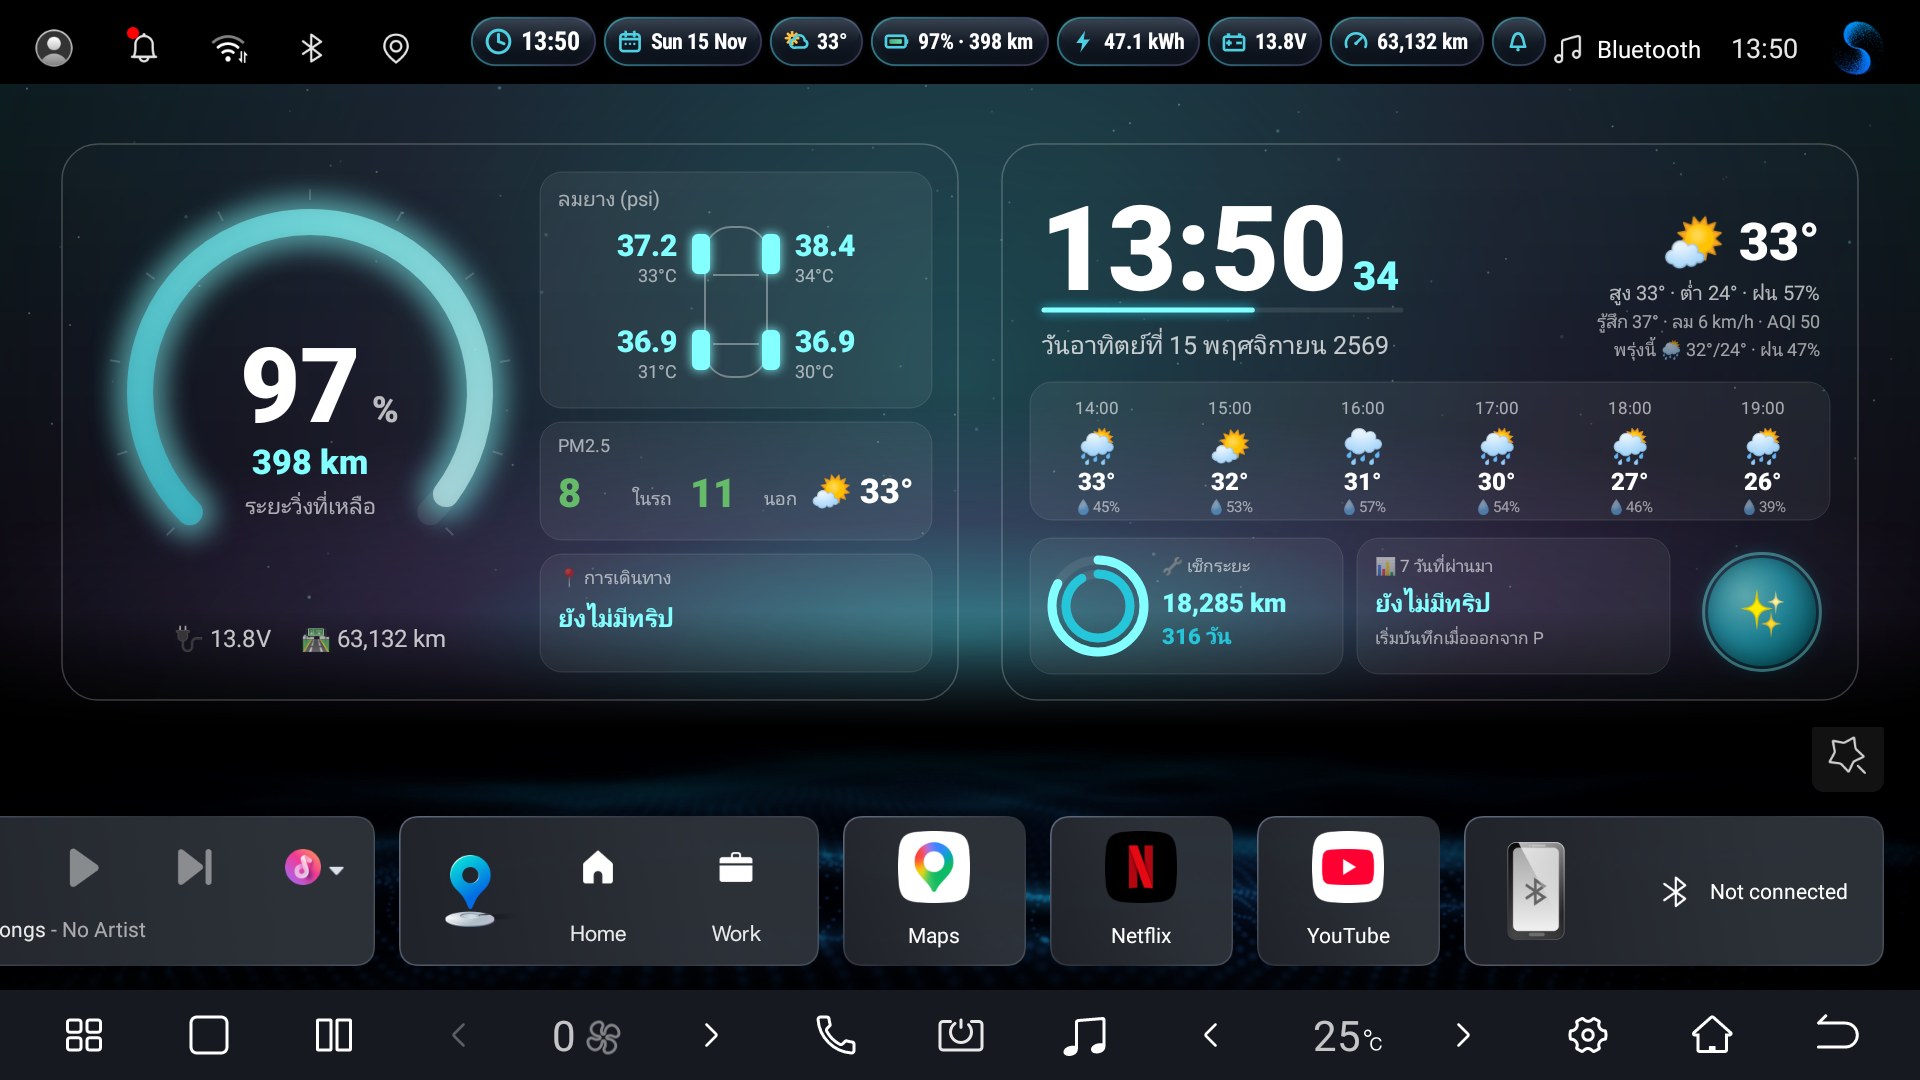 13:50
Sun 15 Nov
33°
97% · 398 km
47.1 kWh
13.8V
63,132 km
Bluetooth
13:50
97 %
398 km
ระยะวิ่งที่เหลือ
13.8V
63,132 km
ลมยาง (psi)
37.2
38.4
33°C
34°C
36.9
36.9
31°C
30°C
PM2.5
8 ในรถ 11 นอก 33°
การเดินทาง
ยังไม่มีทริป
13:50 34
วันอาทิตย์ที่ 15 พฤศจิกายน 2569
33°
สูง 33° · ต่ำ 24° · ฝน 57%
รู้สึก 37° · ลม 6 km/h · AQI 50
พรุ่งนี้ 32°/24° · ฝน 47%
14:00 15:00 16:00 17:00 18:00 19:00
33° 32° 31° 30° 27° 26°
45% 53% 57% 54% 46% 39%
เช็กระยะ
18,285 km
316 วัน
7 วันที่ผ่านมา
ยังไม่มีทริป
เริ่มบันทึกเมื่อออกจาก P
ongs - No Artist
Home
Work
Maps
Netflix
YouTube
Not connected
0
25°C